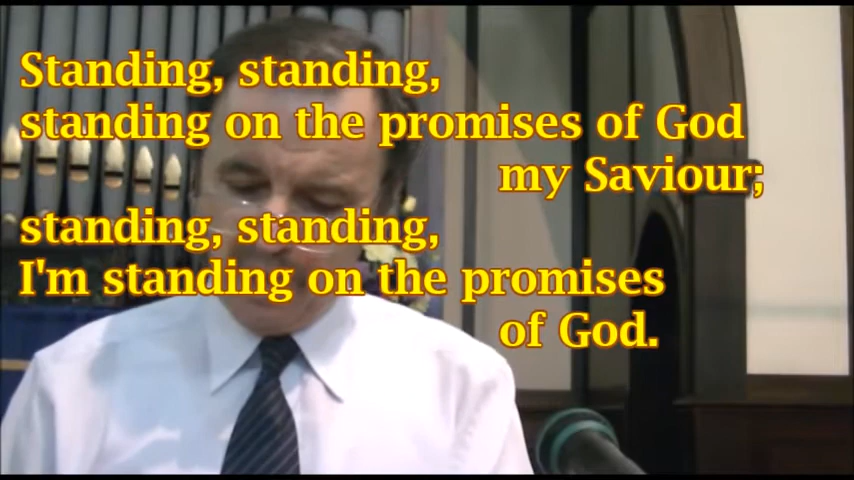 Standing, standing,
standing on the promises of God
my Saviour;
standing, standing,
I'm standing on the promises
of God.